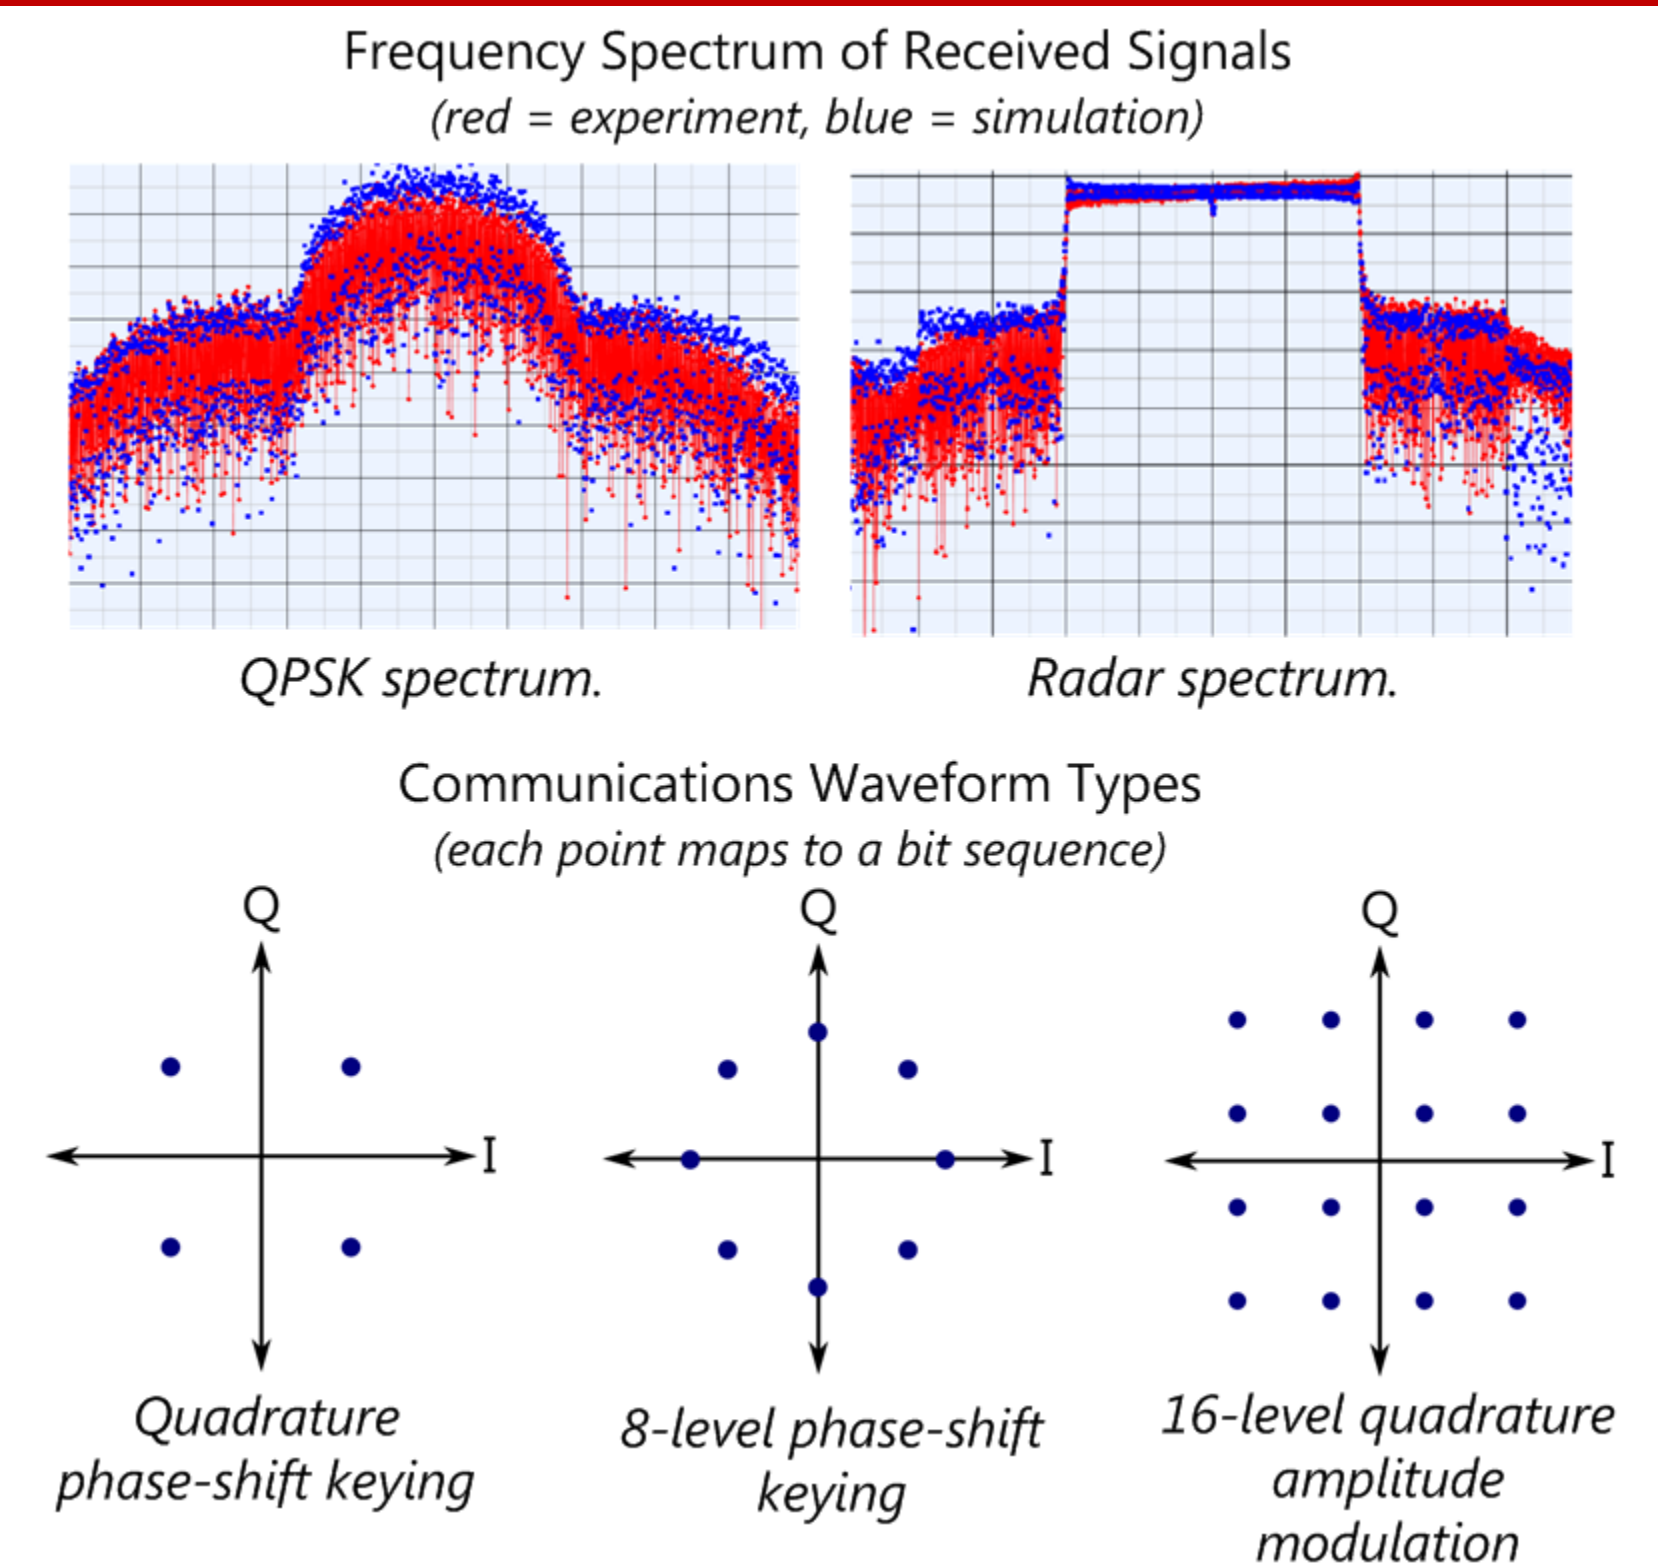 Frequency Spectrum of Received Signals
(red = experiment, blue = simulation)
QPSK spectrum.
Radar spectrum.
Communications Waveform Types
(each point maps to a bit sequence)
Q
I
Quadrature
phase-shift keying
Q
I
8-level phase-shift
keying
Q
I
16-level quadrature
amplitude
modulation